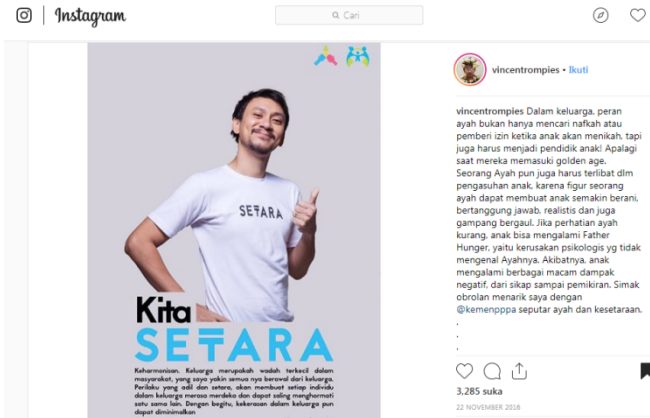 Instagram
Cari
SETARA
Kita
SETARA
Keharmonisan. Keluarga merupakah wadah terkecil dalam
masyarakat, yang saya yakin semua nya berawal dari keluarga.
Perilaku yang adil dan setara, akan membuat setiap individu
dalam keluarga merasa merdeka dan dapat saling menghormati
satu sama lain. Dengan begitu, kekerasan dalam keluarga pun
dapat diminimalkan
vincentrompies • Ikuti
vincentrompies Dalam keluarga, peran
ayah bukan hanya mencari nafkah atau
pemberi izin ketika anak akan menikah, tapi
juga harus menjadi pendidik anak! Apalagi
saat mereka memasuki golden age.
Seorang Ayah pun juga harus terlibat dlm
pengasuhan anak, karena figur seorang
ayah dapat membuat anak semakin berani,
bertanggung jawab, realistis dan juga
gampang bergaul. Jika perhatian ayah
kurang, anak bisa mengalami Father
Hunger, yaitu kerusakan psikologis yg tidak
mengenal Ayahnya. Akibatnya, anak
mengalami berbagai macam dampak
negatif, dari sikap sampai pemikiran. Simak
obrolan menarik saya dengan
@kemenpppa seputar ayah dan kesetaraan.
.
.
.
3,285 suka
22 NOVEMBER 2016